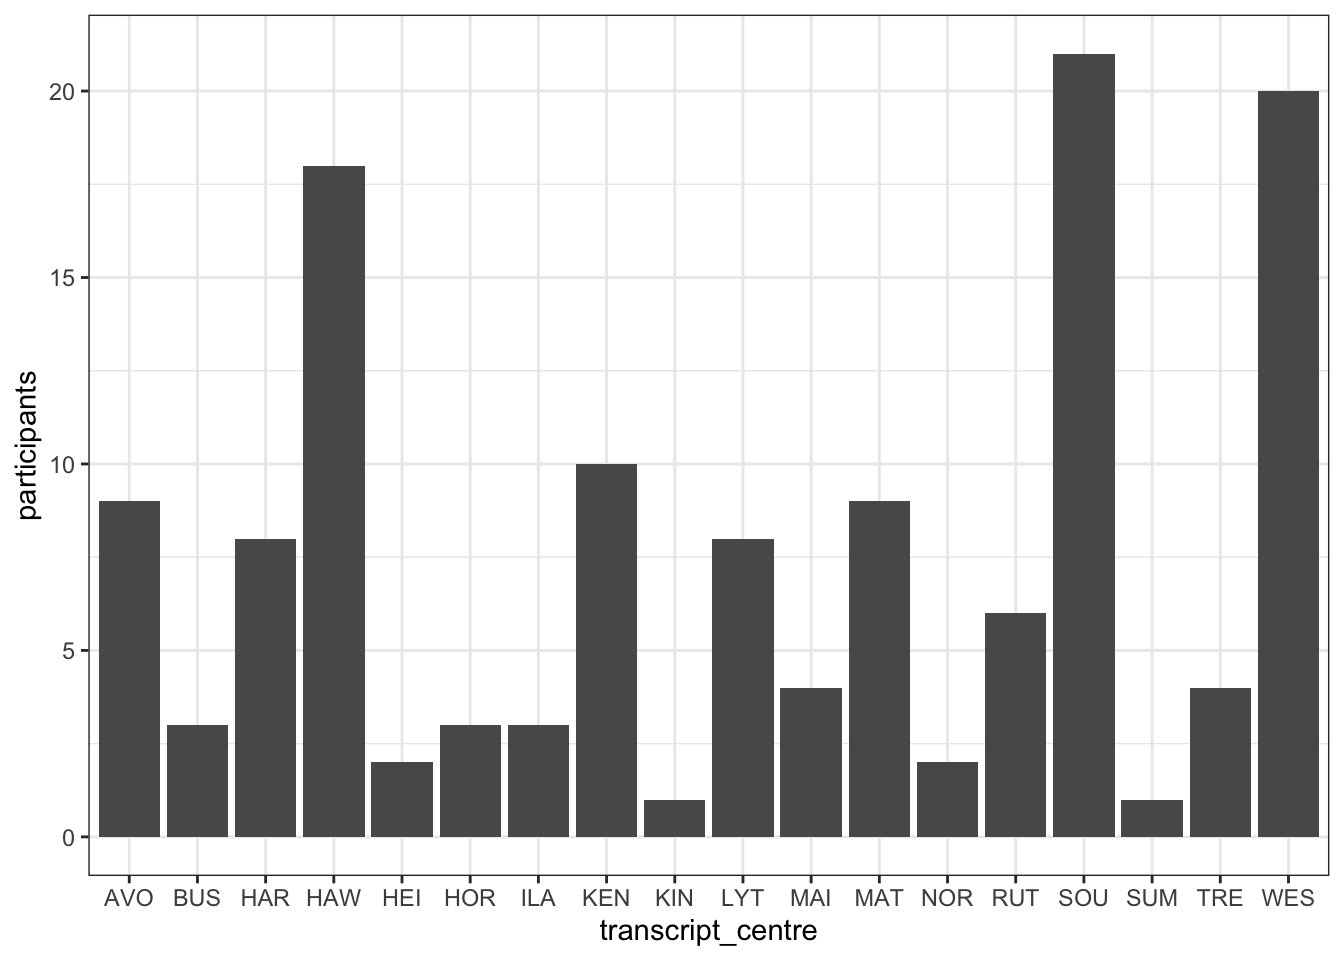 participants
20
15
10
5
0
AVO BUS HAR HAW HEI HOR ILA KEN KIN LYT MAI MAT NOR RUT SOU SUM TRE WES
transcript_centre